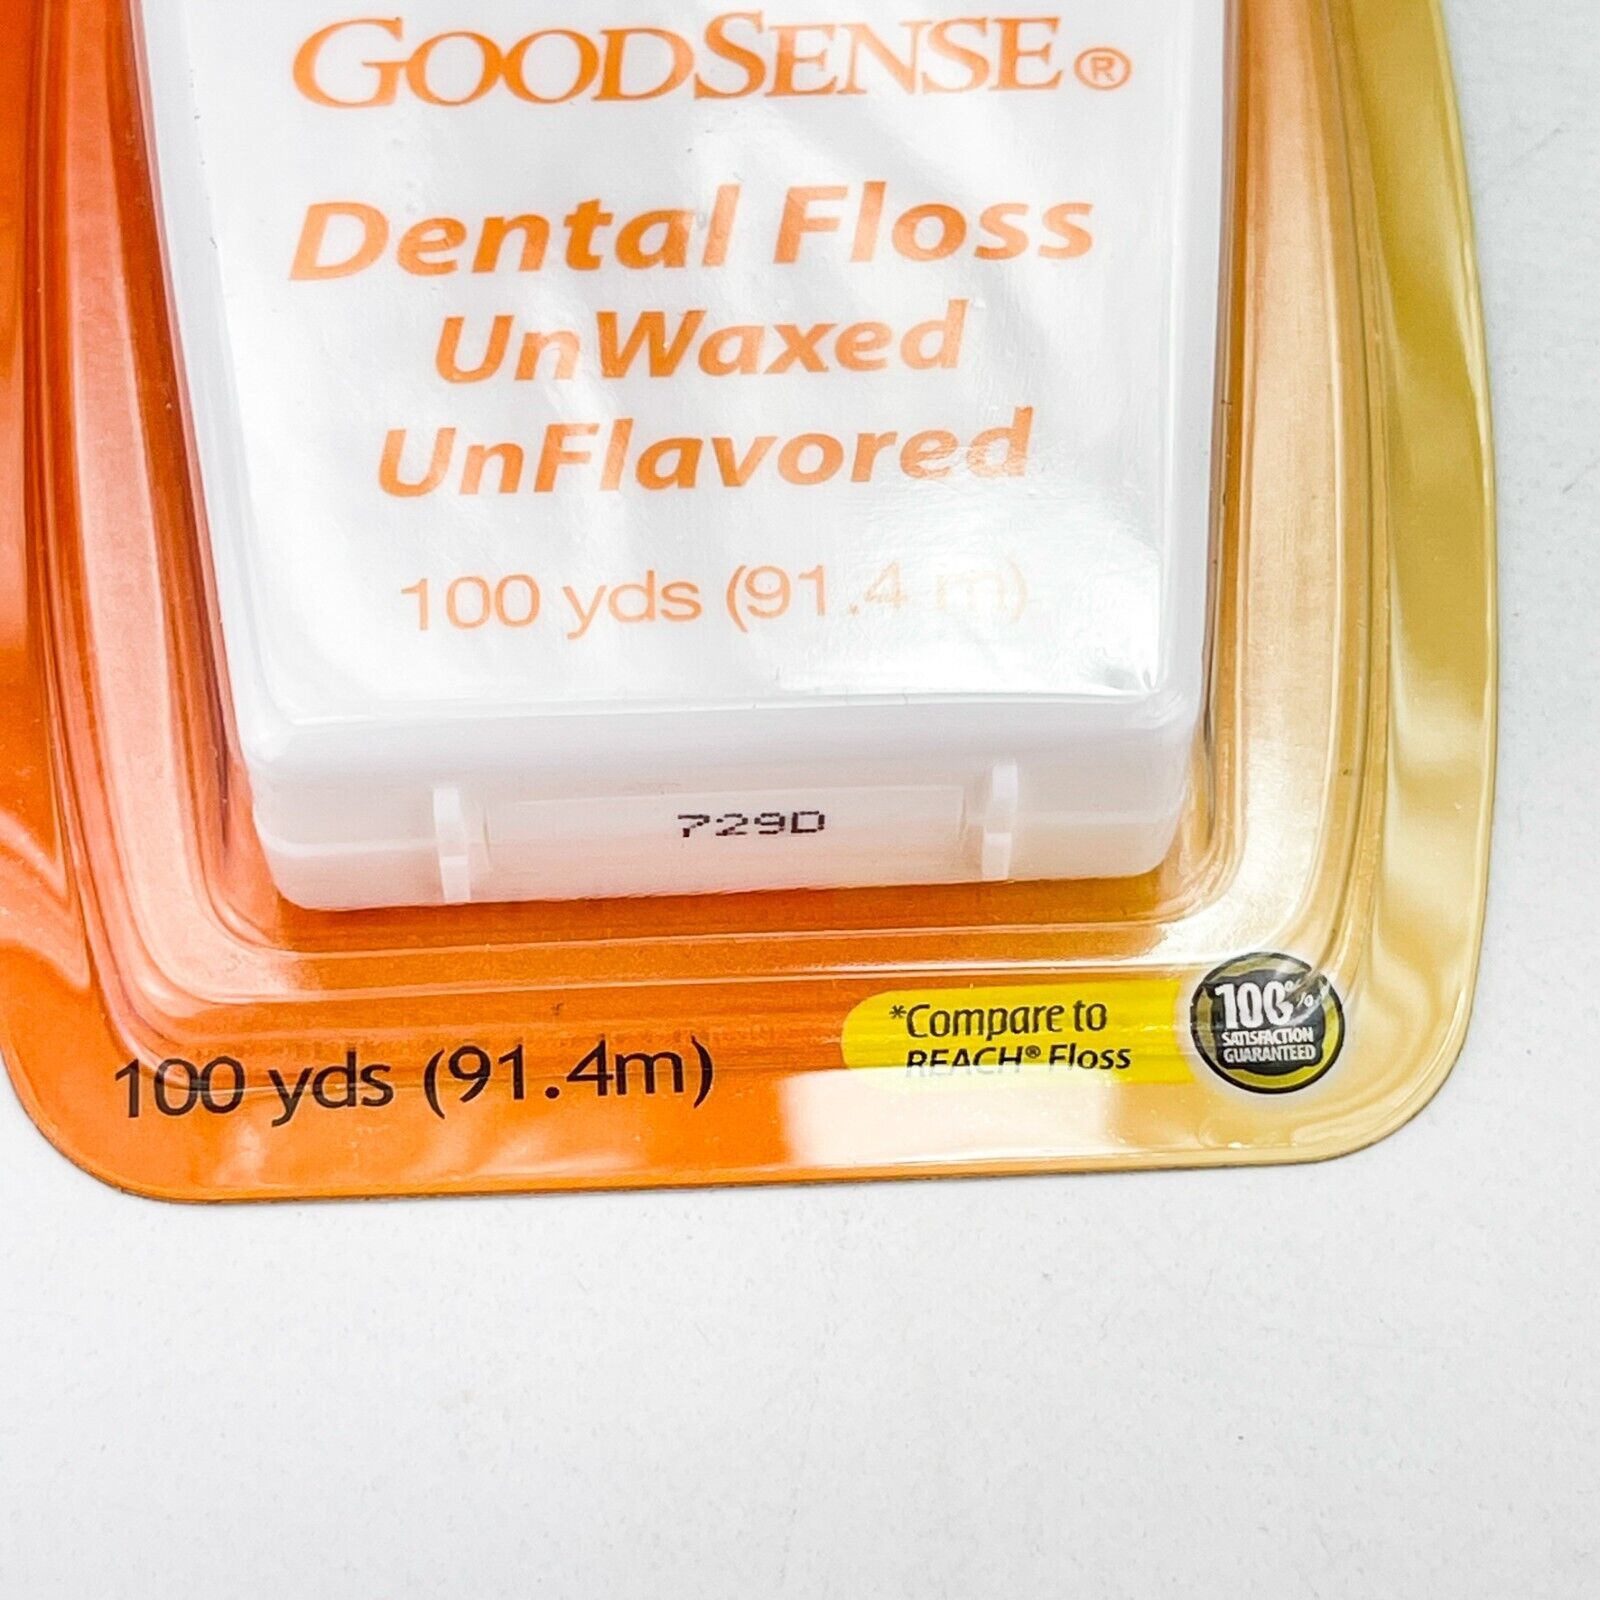 GOODSENSE®
Dental Floss
UnWaxed
UnFlavored
100 yds (91.4 m)
729D
100 yds (91.4m)
*Compare to
REACH® Floss
100%
SATISFACTION
GUARANTEED